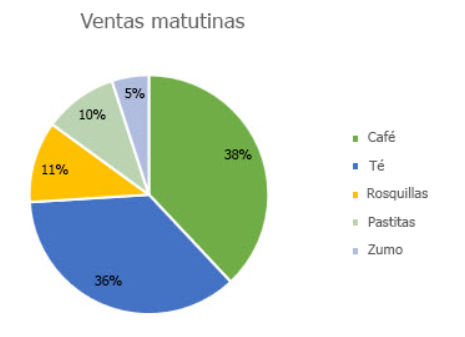 Ventas matutinas
5%
10%
38%
11%
36%
Café
Té
Rosquillas
Pastitas
Zumo